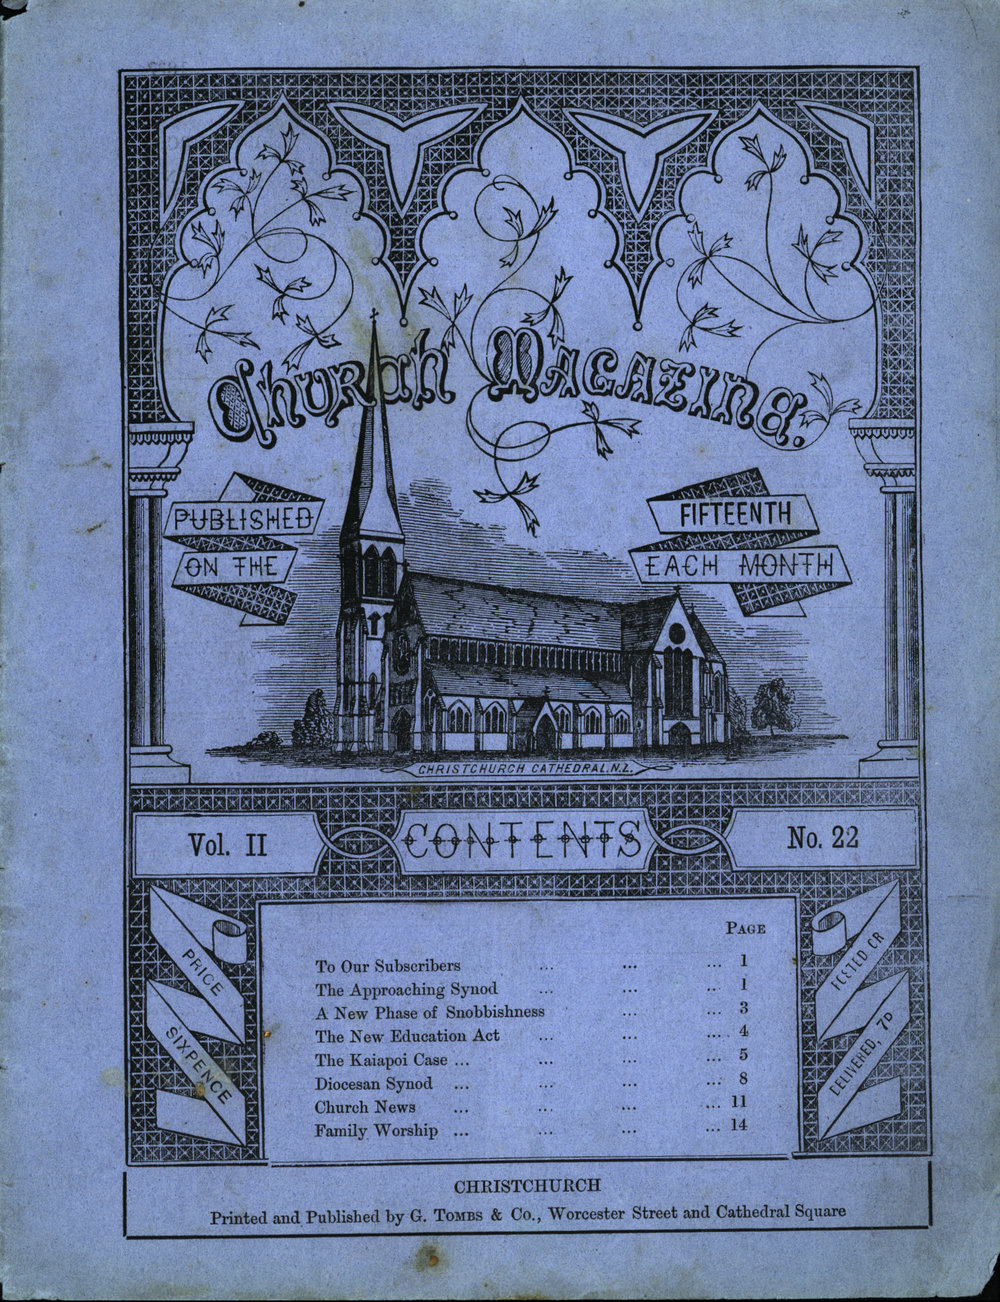 Church Magazine.
PUBLISHED
ON THE
FIFTEENTH
EACH MONTH
CHRISTCHURCH CATHEDRAL, N.Z.
Vol. II
CONTENTS
No. 22
PRICE
SIXPENCE
POSTED OR
DELIVERED, 7D
PAGE
To Our Subscribers ... ... ... 1
The Approaching Synod ... ... ... 1
A New Phase of Snobbishness ... ... 3
The New Education Act ... ... ... 4
The Kaiapoi Case ... ... ... ... 5
Diocesan Synod ... ... ... ... 8
Church News ... ... ... ... 11
Family Worship ... ... ... ... 14
CHRISTCHURCH
Printed and Published by G. TOMBS & Co., Worcester Street and Cathedral Square